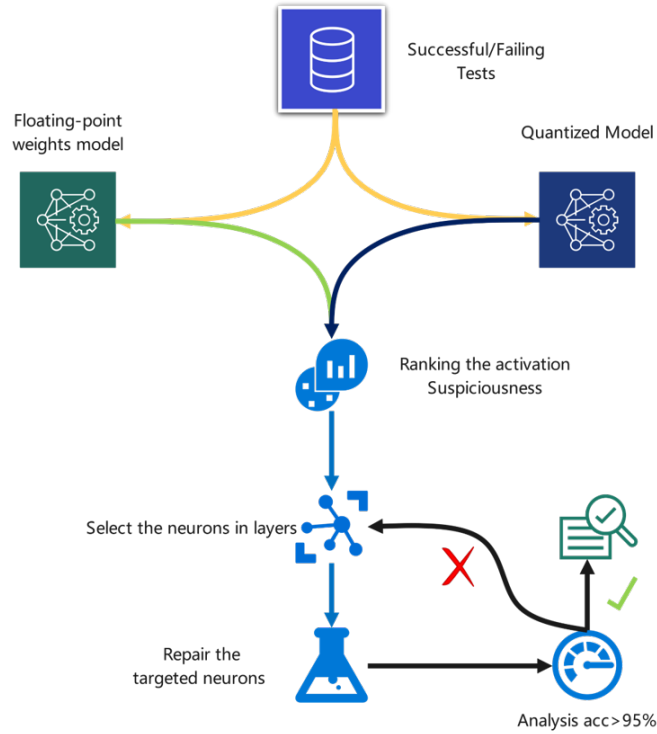 Successful/Failing
Tests
Floating-point
weights model
Quantized Model
Ranking the activation
Suspiciousness
Select the neurons in layers
Repair the
targeted neurons
Analysis acc>95%